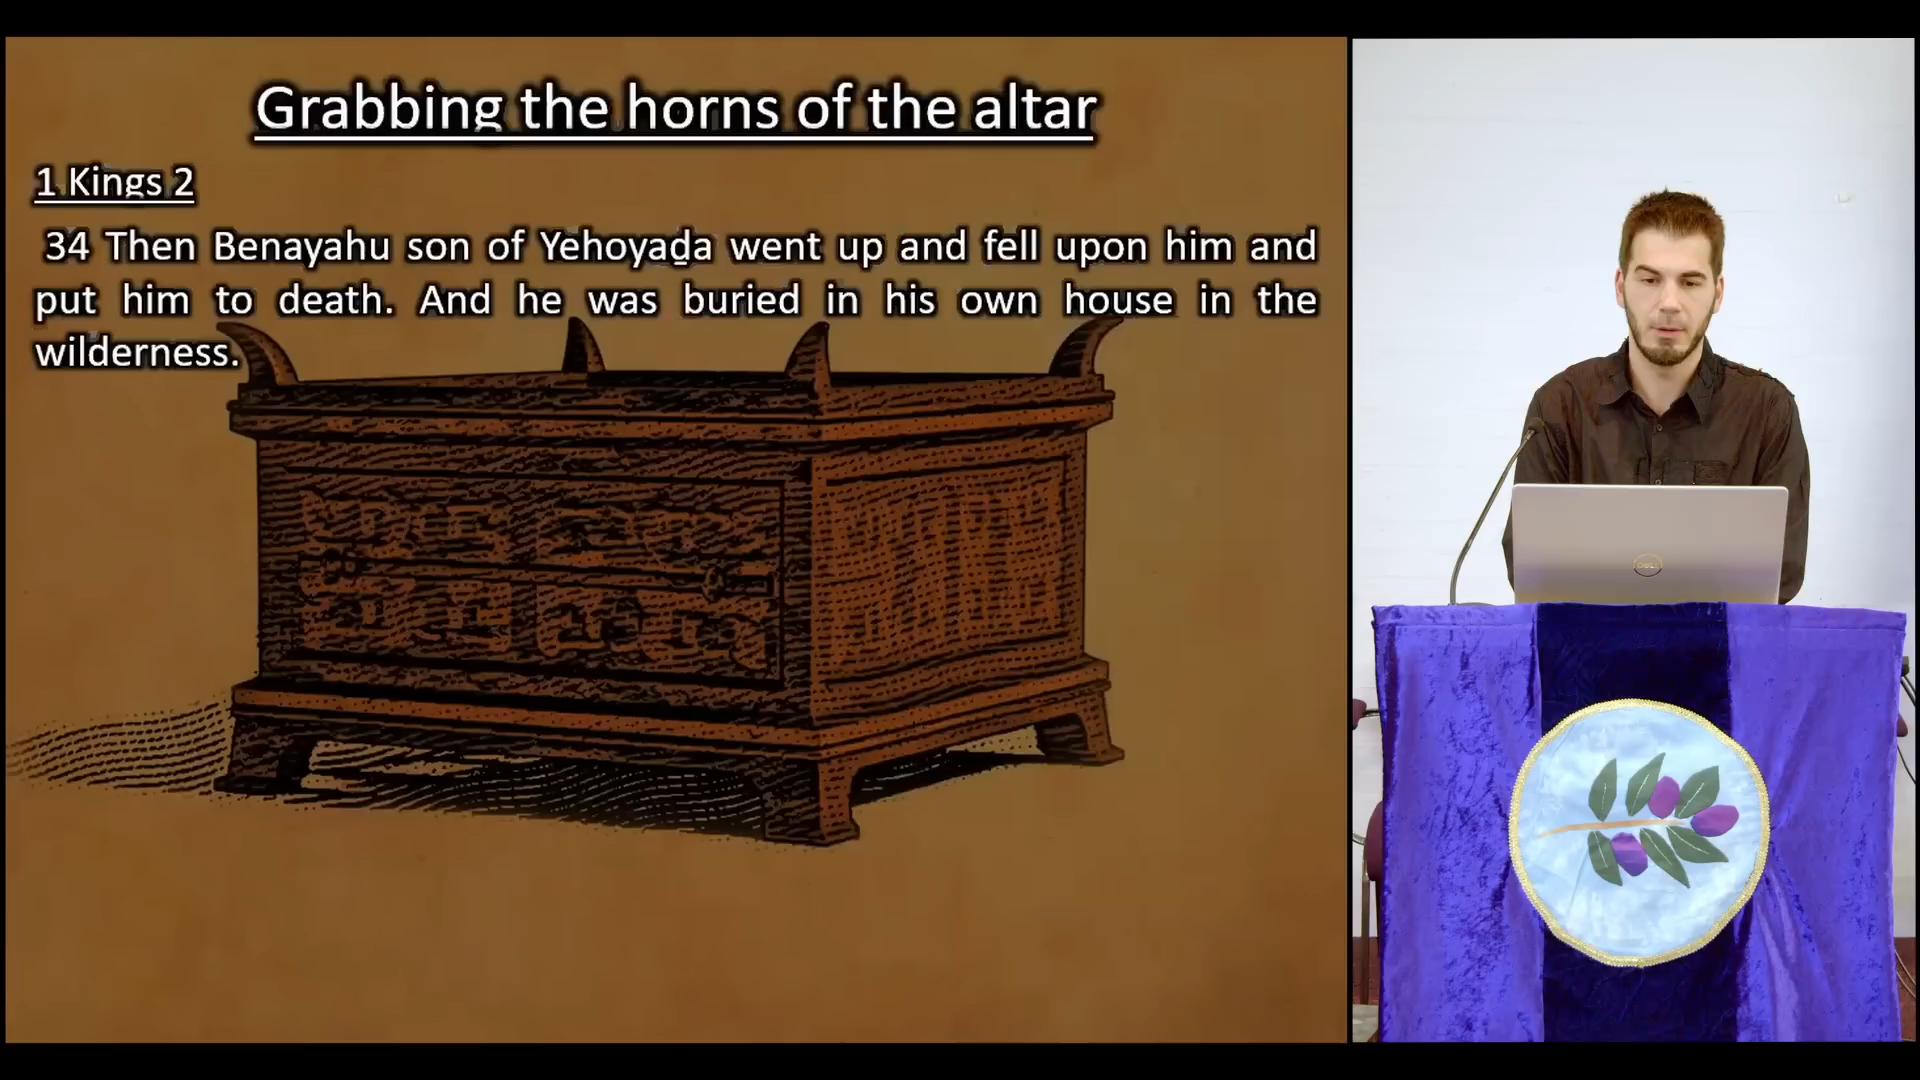 Grabbing the horns of the altar
1 Kings 2
34 Then Benayahu son of Yehoyaḏa went up and fell upon him and
put him to death. And he was buried in his own house in the
wilderness.
DELL